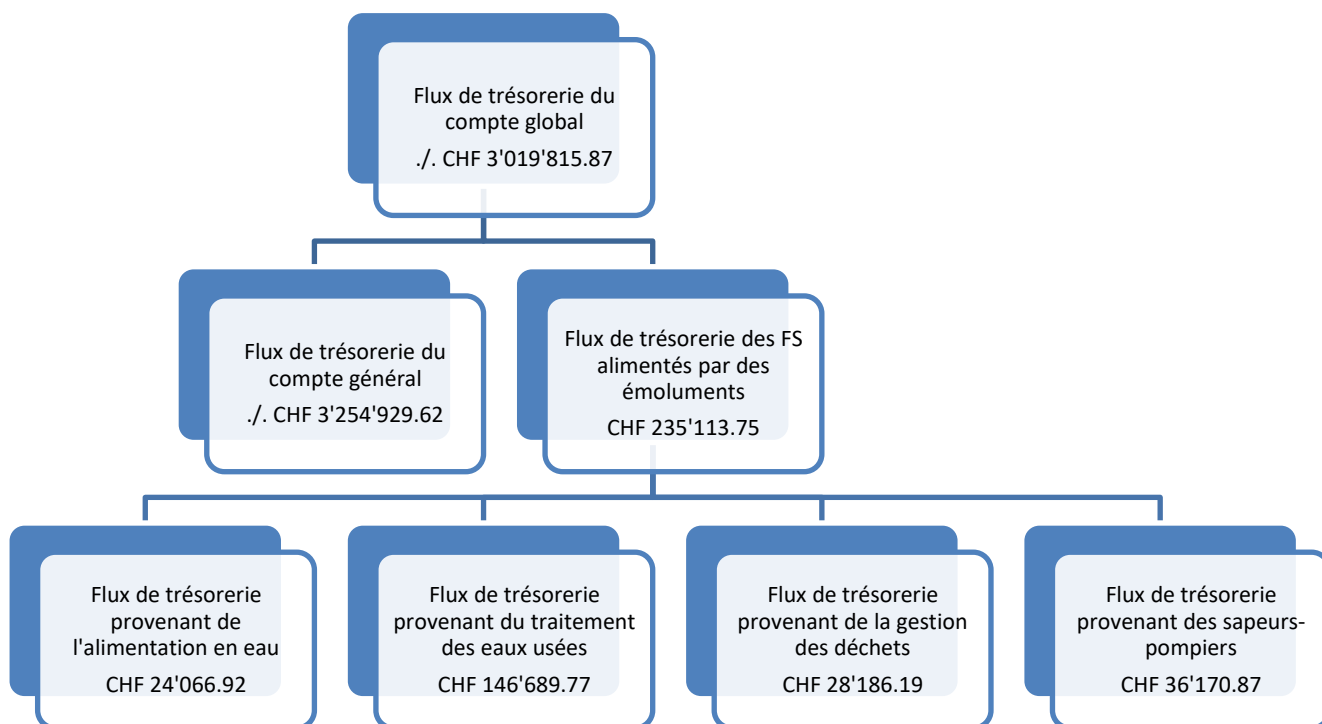 Flux de trésorerie du
compte global
./. CHF 3'019'815.87
Flux de trésorerie du
compte général
./. CHF 3'254'929.62
Flux de trésorerie des FS
alimentés par des
émoluments
CHF 235'113.75
Flux de trésorerie
provenant de
l'alimentation en eau
CHF 24'066.92
Flux de trésorerie
provenant du traitement
des eaux usées
CHF 146'689.77
Flux de trésorerie
provenant de la gestion
des déchets
CHF 28'186.19
Flux de trésorerie
provenant des sapeurs-
pompiers
CHF 36'170.87